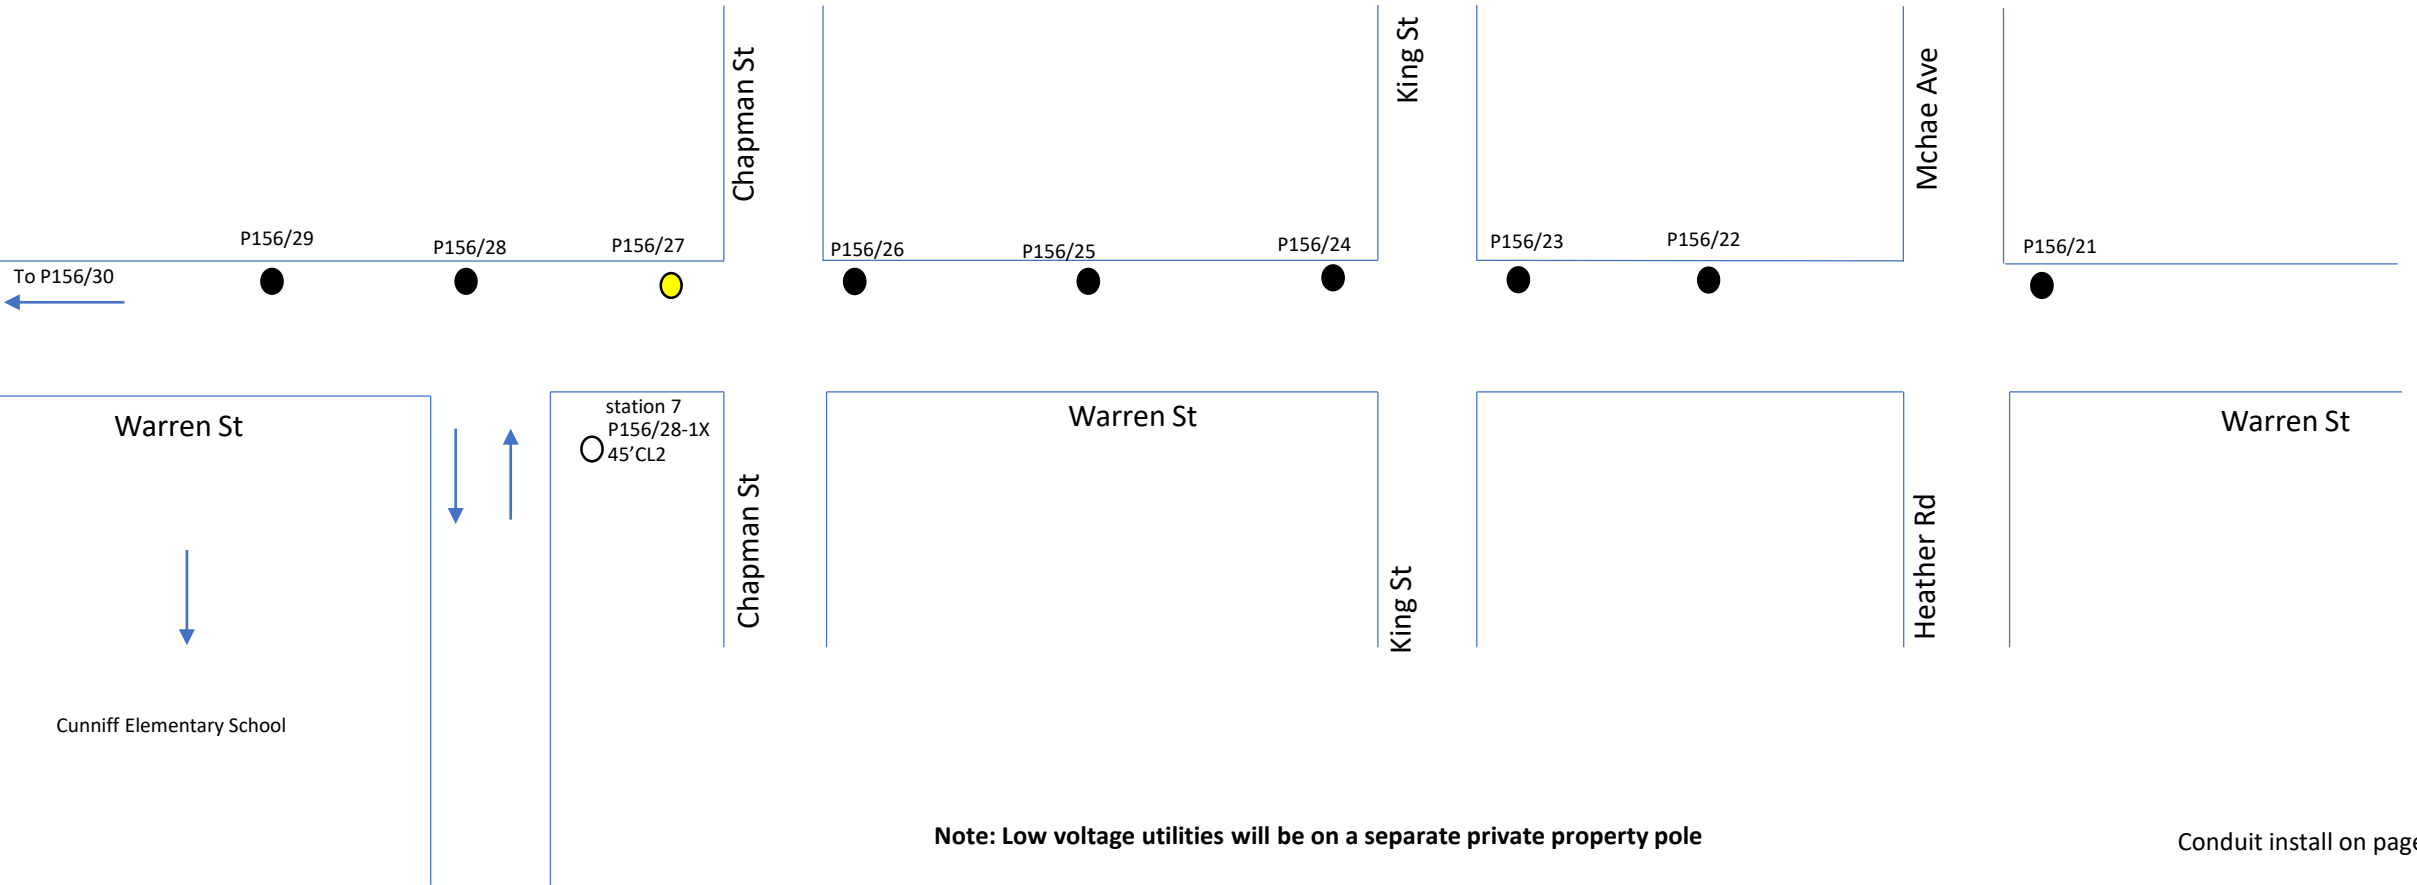 Chapman St
King St
Mchae Ave
P156/29
P156/28
P156/27
P156/26
P156/25
P156/24
P156/23
P156/22
P156/21
To P156/30
Warren St
station 7
P156/28-1X
45’CL2
Warren St
Warren St
Chapman St
King St
Heather Rd
Cunniff Elementary School
Note: Low voltage utilities will be on a separate private property pole
Conduit install on page